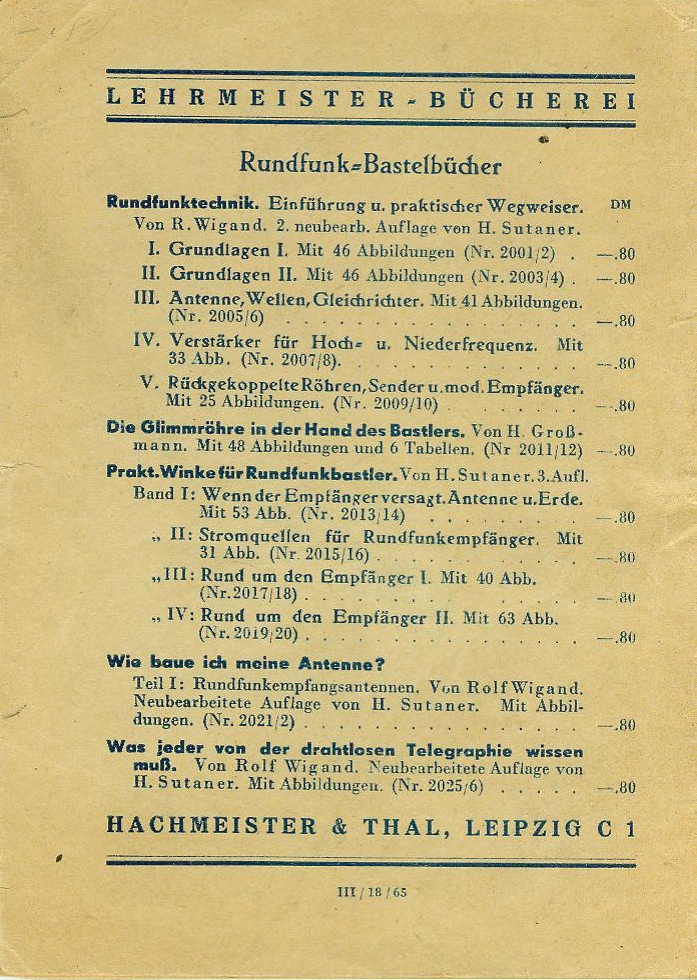 LEHRMEISTER-BÜCHEREI
Rundfunk=Bastelbücher
Rundfunktechnik. Einführung u. praktischer Wegweiser. DM
Von R. Wigand. 2. neubearb. Auflage von H. Sutaner.
I. Grundlagen I. Mit 46 Abbildungen (Nr. 2001/2) . —.80
II. Grundlagen II. Mit 46 Abbildungen (Nr. 2003/4) . —.80
III. Antenne, Wellen, Gleichrichter. Mit 41 Abbildungen.
(Nr. 2005/6) . . . . . . . . . . . . . . . . —.80
IV. Verstärker für Hoch= u. Niederfrequenz. Mit
33 Abb. (Nr. 2007/8). . . . . . . . . . . . . —.80
V. Rückgekoppelte Röhren, Sender u. mod. Empfänger.
Mit 25 Abbildungen. (Nr. 2009/10) . . . . . . . —.80
Die Glimmröhre in der Hand des Bastlers. Von H. Groß-
mann. Mit 48 Abbildungen und 6 Tabellen. (Nr 2011/12) —.80
Prakt. Winke für Rundfunkbastler. Von H. Sutaner. 3. Aufl.
Band I: Wenn der Empfänger versagt. Antenne u. Erde.
Mit 53 Abb. (Nr. 2013/14) . . . . . . . . —.80
„ II: Stromquellen für Rundfunkempfänger. Mit
31 Abb. (Nr. 2015/16) . . . . . . . . . . —.80
„ III: Rund um den Empfänger I. Mit 40 Abb.
(Nr. 2017/18) . . . . . . . . . . . . . . —.80
„ IV: Rund um den Empfänger II. Mit 63 Abb.
(Nr. 2019/20) . . . . . . . . . . . . . . —.80
Wie baue ich meine Antenne?
Teil I: Rundfunkempfangsantennen. Von Rolf Wigand.
Neubearbeitete Auflage von H. Sutaner. Mit Abbil-
dungen. (Nr. 2021/2) . . . . . . . . . . . . . —.80
Was jeder von der drahtlosen Telegraphie wissen
muß. Von Rolf Wigand. Neubearbeitete Auflage von
H. Sutaner. Mit Abbildungen. (Nr. 2025/6) . . . . . —.80
HACHMEISTER & THAL, LEIPZIG C 1
III/18/65